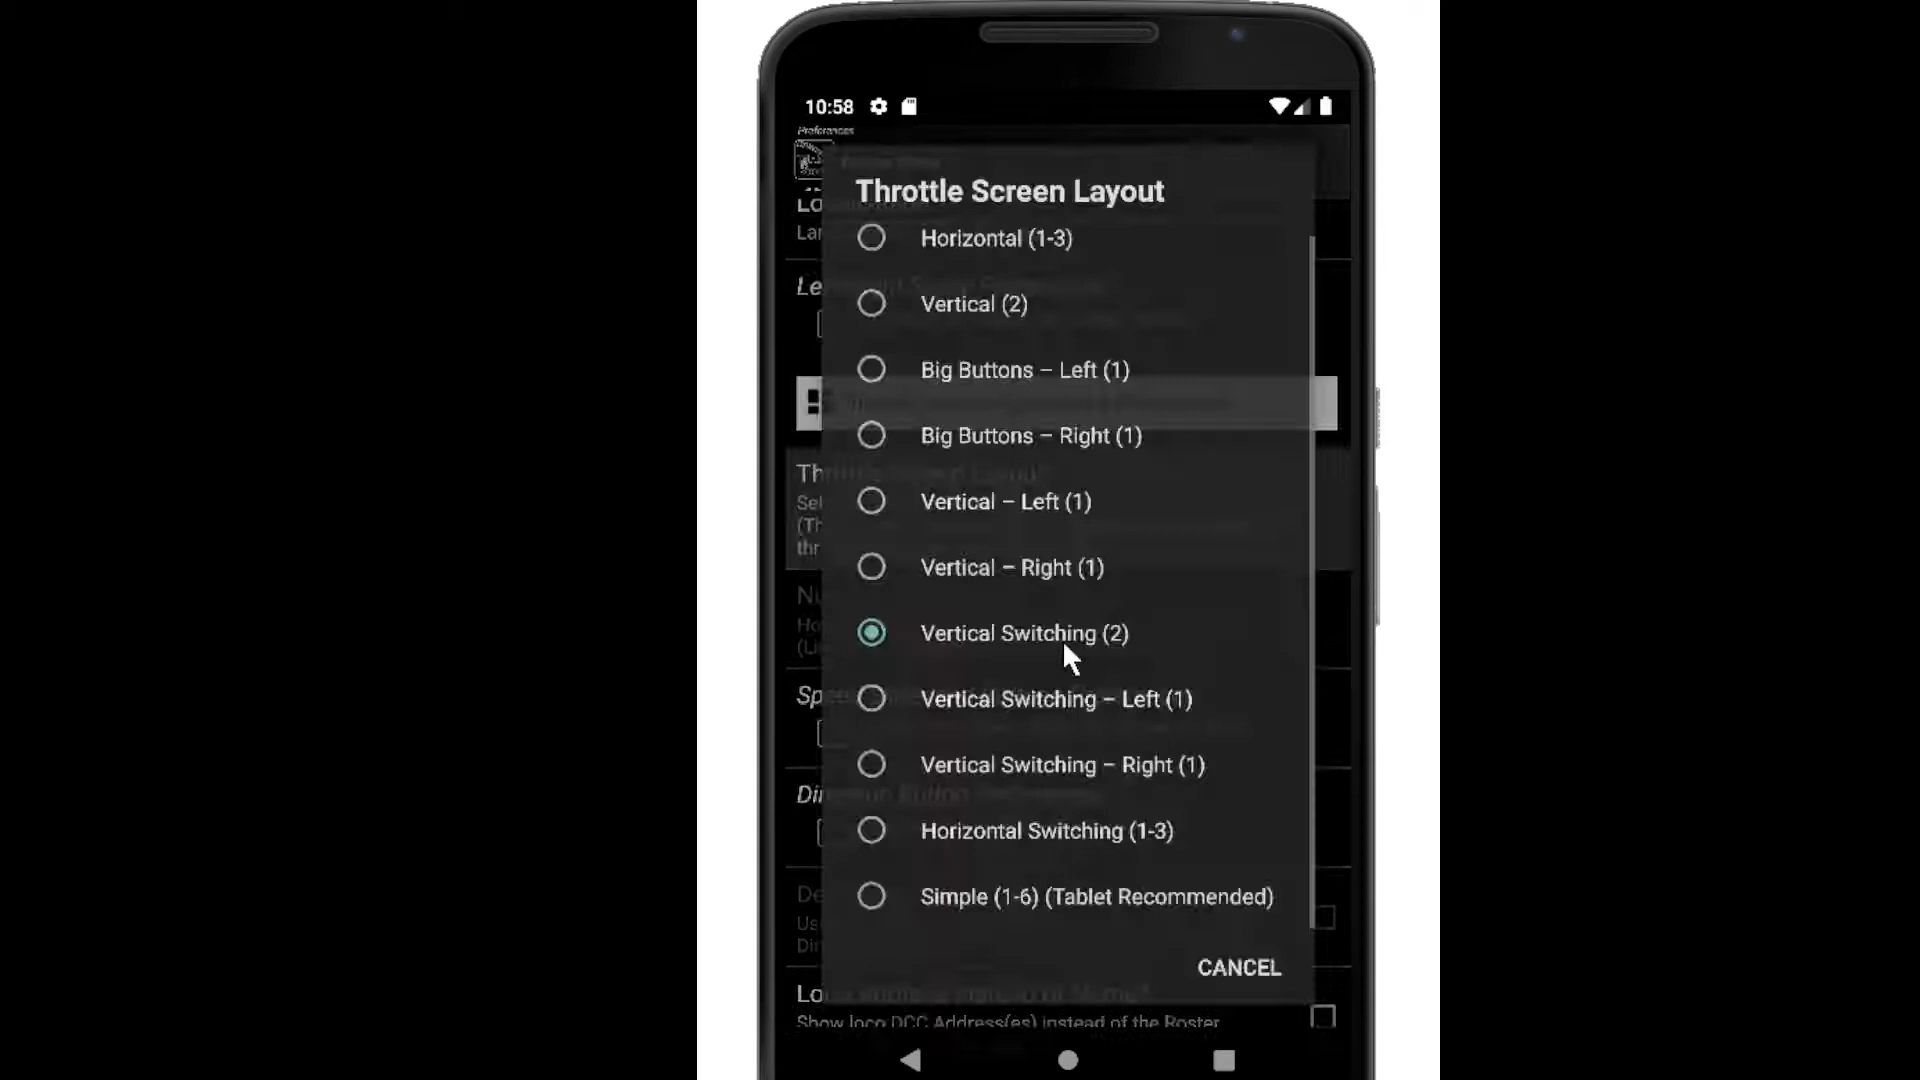 10:58
Preferences
Throttle Screen Layout
Horizontal (1-3)
Vertical (2)
Big Buttons – Left (1)
Big Buttons – Right (1)
Vertical – Left (1)
Vertical – Right (1)
Vertical Switching (2)
Vertical Switching – Left (1)
Vertical Switching – Right (1)
Horizontal Switching (1-3)
Simple (1-6) (Tablet Recommended)
CANCEL
Show loco DCC Address(es) instead of the Roster